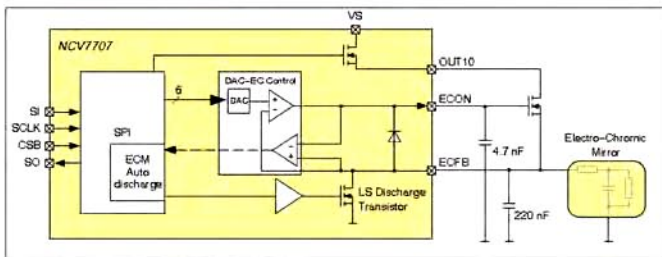 VS
NCV7707
OUT10
DAC-EC Control
6
DAC
ECON
SI
SCLK
SPI
CSB
SO
Electro-Chromic
Mirror
4.7 nF
ECM
Auto
discharge
ECFB
LS Discharge
Transistor
220 nF